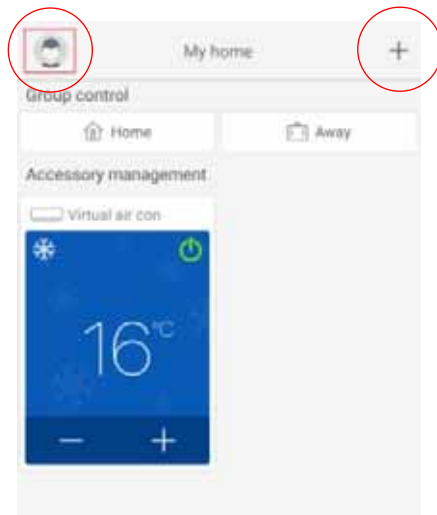 My home
+
Group control
Home
Away
Accessory management
Virtual air con
16°C
− +